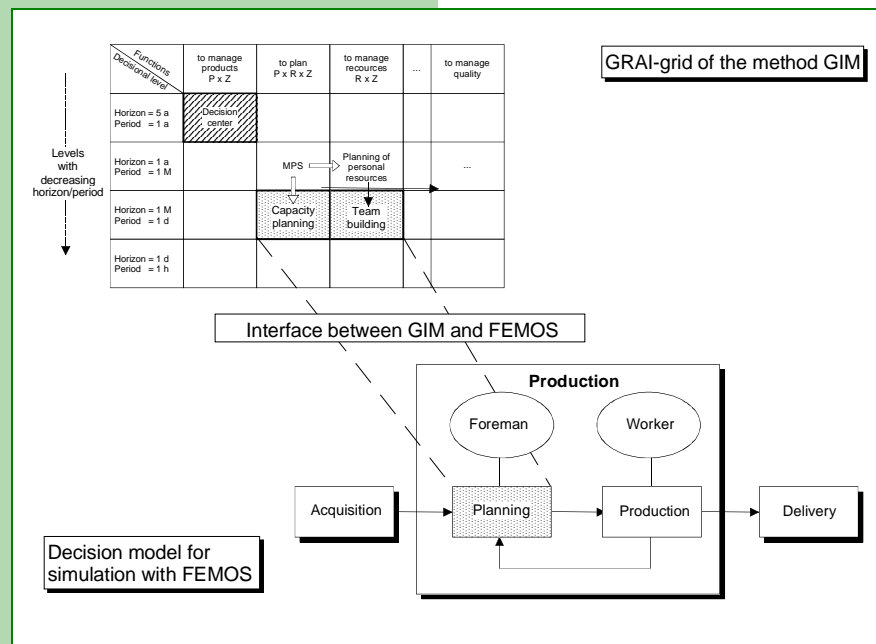 GRAI-grid of the method GIM
Functions
Decisional level
to manage
products
P x Z
to plan
P x R x Z
to manage
recources
R x Z
...
to manage
quality
Horizon = 5 a
Period = 1 a
Decision
center
Levels
with
decreasing
horizon/period
Horizon = 1 a
Period = 1 M
MPS
Planning of
personal
resources
...
Horizon = 1 M
Period = 1 d
Capacity
planning
Team
building
Horizon = 1 d
Period = 1 h
Interface between GIM and FEMOS
Production
Foreman
Worker
Acquisition
Planning
Production
Delivery
Decision model for
simulation with FEMOS